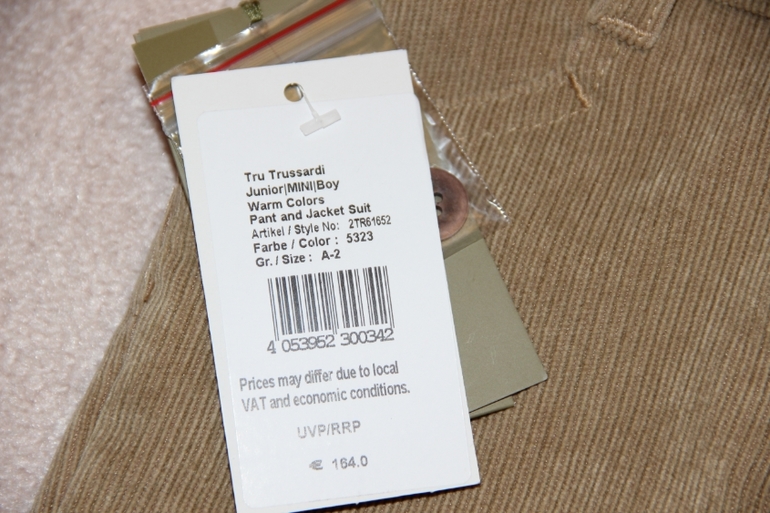 Tru Trussardi
Junior|MINI|Boy
Warm Colors
Pant and Jacket Suit
Artikel / Style No: 2TR61652
Farbe / Color : 5323
Gr. / Size : A-2
4 053952 300342
Prices may differ due to local
VAT and economic conditions.
UVP/RRP
€ 164.0